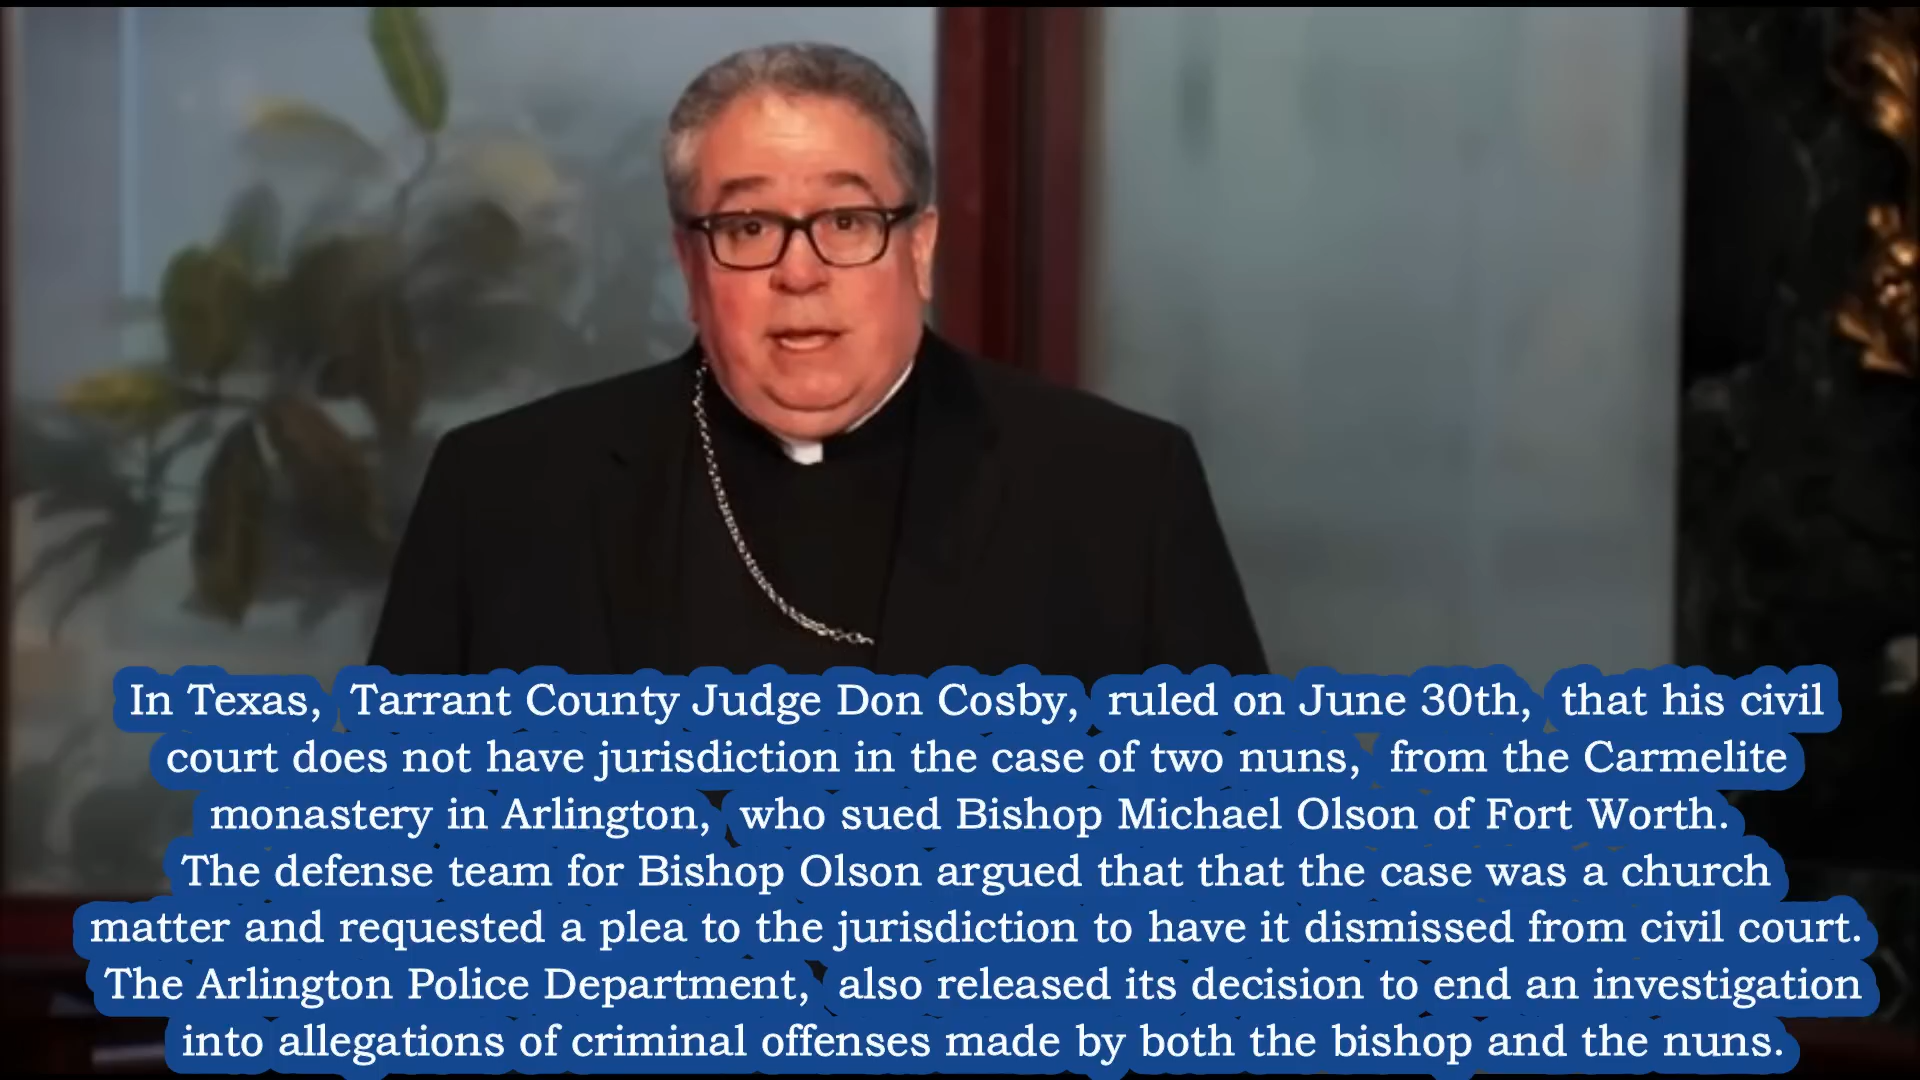 In Texas, Tarrant County Judge Don Cosby, ruled on June 30th, that his civil
court does not have jurisdiction in the case of two nuns, from the Carmelite
monastery in Arlington, who sued Bishop Michael Olson of Fort Worth.
The defense team for Bishop Olson argued that that the case was a church
matter and requested a plea to the jurisdiction to have it dismissed from civil court.
The Arlington Police Department, also released its decision to end an investigation
into allegations of criminal offenses made by both the bishop and the nuns.